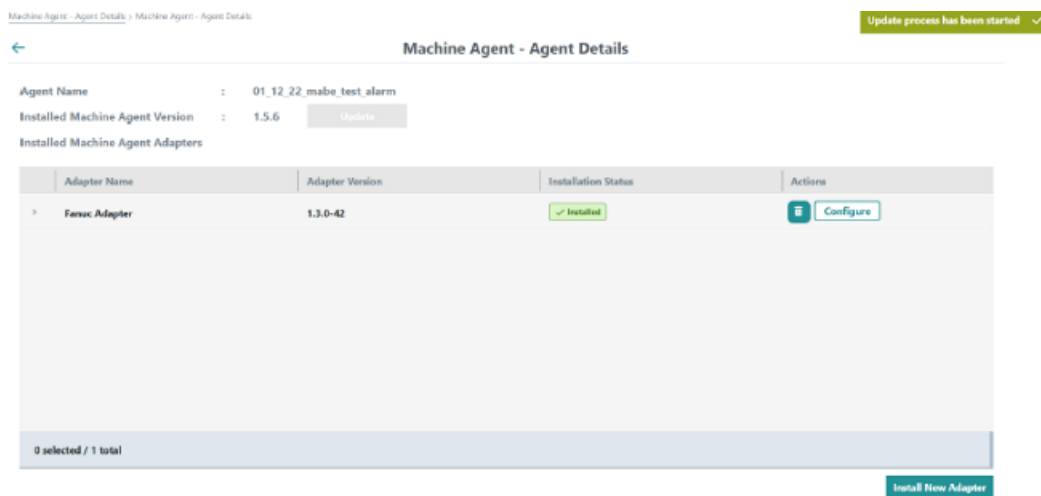 Machine Agent - Agent Details > Machine Agent - Agent Details
Update process has been started
Machine Agent - Agent Details
Agent Name : 01_12_22_mabe_test_alarm
Installed Machine Agent Version : 1.5.6 Update
Installed Machine Agent Adapters
Adapter Name Adapter Version Installation Status Actions
Fanuc Adapter 1.3.0-42 Installed Configure
0 selected / 1 total
Install New Adapter